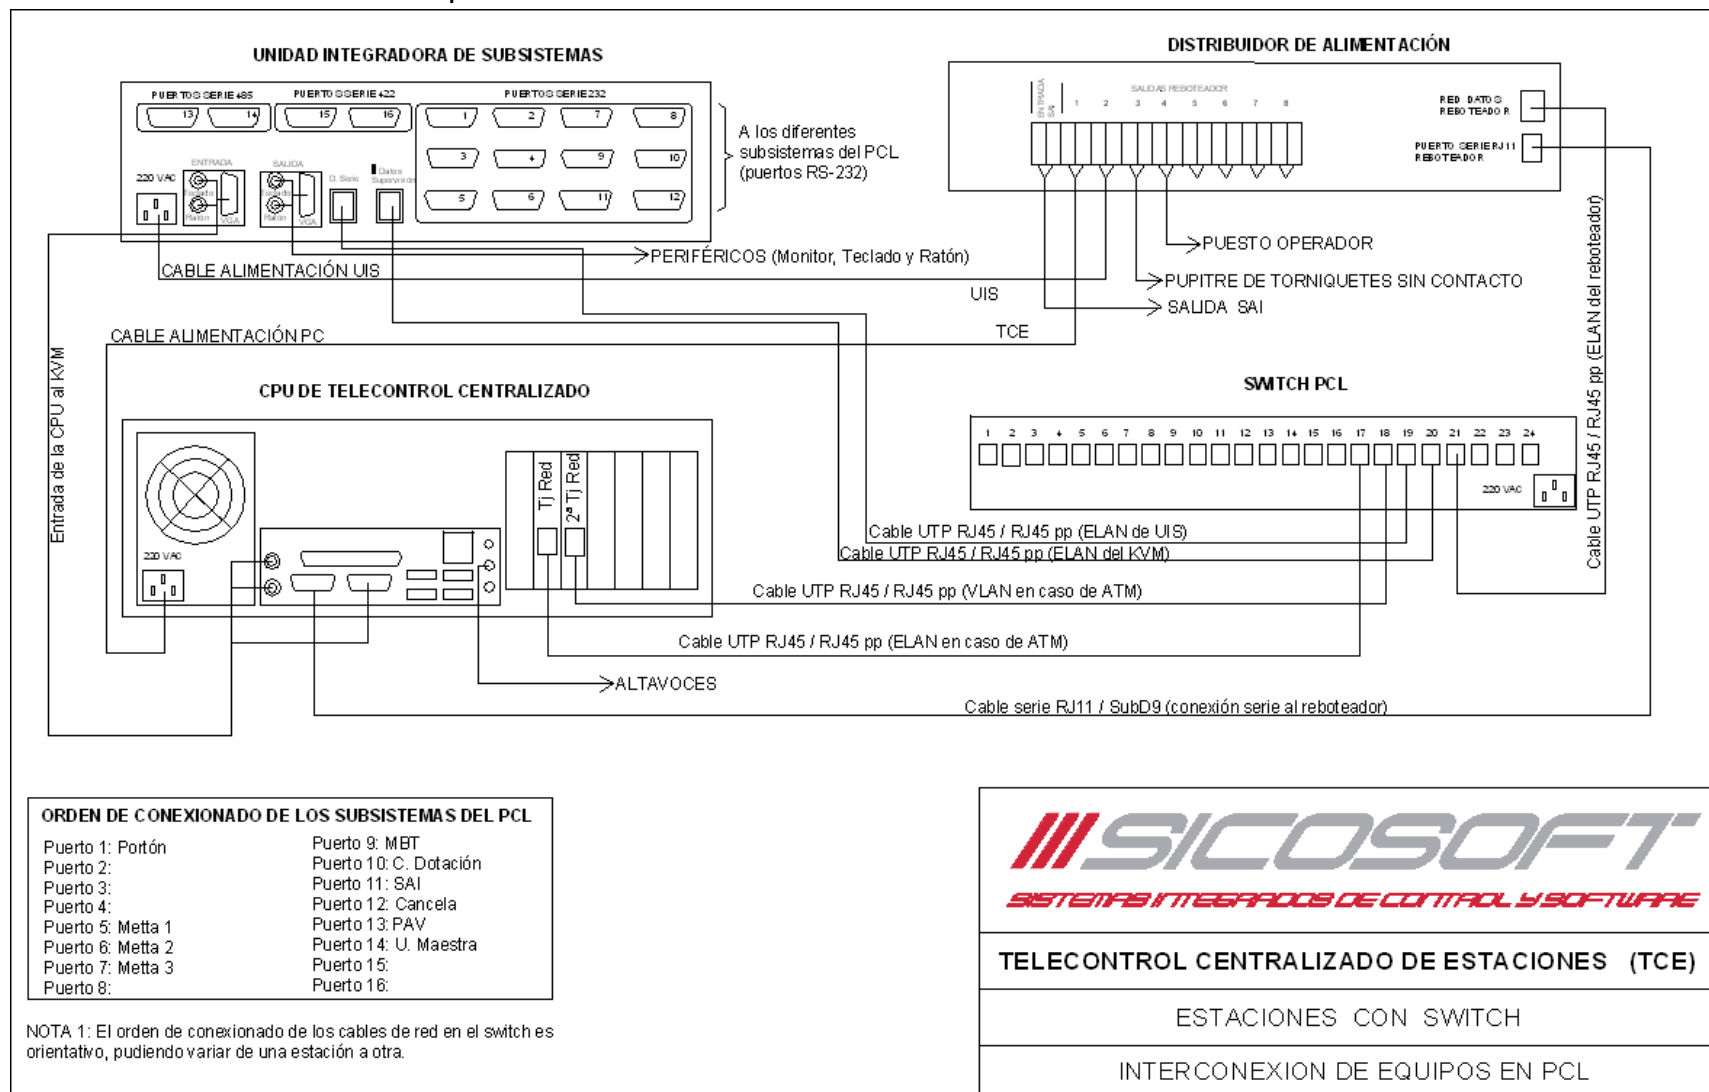 UNIDAD INTEGRADORA DE SUBSISTEMAS
PUERTOS SERIE 485
PUERTOS SERIE 422
PUERTOS SERIE 232
13 14 15 16 1 2 7 8
3 4 9 10
5 6 11 12
220 VAC
ENTRADA
Teclado
Ratón
VGA
SALIDA
Teclado
Ratón
VGA
D. Serie
Datos
Supervisión
A los diferentes
subsistemas del PCL
(puertos RS-232)
DISTRIBUIDOR DE ALIMENTACIÓN
ENTRADA
SAI
SALIDAS REBOTEADOR
1 2 3 4 5 6 7 8
RED DATOS
REBOTEADOR
PUERTO SERIE RJ11
REBOTEADOR
PUESTO OPERADOR
PERIFÉRICOS (Monitor, Teclado y Ratón)
CABLE ALIMENTACIÓN UIS
UIS
PUPITRE DE TORNIQUETES SIN CONTACTO
SALIDA SAI
TCE
CABLE ALIMENTACIÓN PC
Entrada de la CPU al KVM
Cable UTP RJ45 / RJ45 pp (ELAN del reboteador)
CPU DE TELECONTROL CENTRALIZADO
220 VAC
Tj Red
2ª Tj Red
SWITCH PCL
1 2 3 4 5 6 7 8 9 10 11 12 13 14 15 16 17 18 19 20 21 22 23 24
220 VAC
Cable UTP RJ45 / RJ45 pp (ELAN de UIS)
Cable UTP RJ45 / RJ45 pp (ELAN del KVM)
Cable UTP RJ45 / RJ45 pp (VLAN en caso de ATM)
Cable UTP RJ45 / RJ45 pp (ELAN en caso de ATM)
ALTAVOCES
Cable serie RJ11 / SubD9 (conexión serie al reboteador)
ORDEN DE CONEXIONADO DE LOS SUBSISTEMAS DEL PCL
Puerto 1: Portón
Puerto 2:
Puerto 3:
Puerto 4:
Puerto 5: Metta 1
Puerto 6: Metta 2
Puerto 7: Metta 3
Puerto 8:
Puerto 9: MBT
Puerto 10: C. Dotación
Puerto 11: SAI
Puerto 12: Cancela
Puerto 13: PAV
Puerto 14: U. Maestra
Puerto 15:
Puerto 16:
NOTA 1: El orden de conexionado de los cables de red en el switch es
orientativo, pudiendo variar de una estación a otra.
SICOSOFT
SISTEMAS INTEGRADOS DE CONTROL Y SOFTWARE
TELECONTROL CENTRALIZADO DE ESTACIONES (TCE)
ESTACIONES CON SWITCH
INTERCONEXION DE EQUIPOS EN PCL